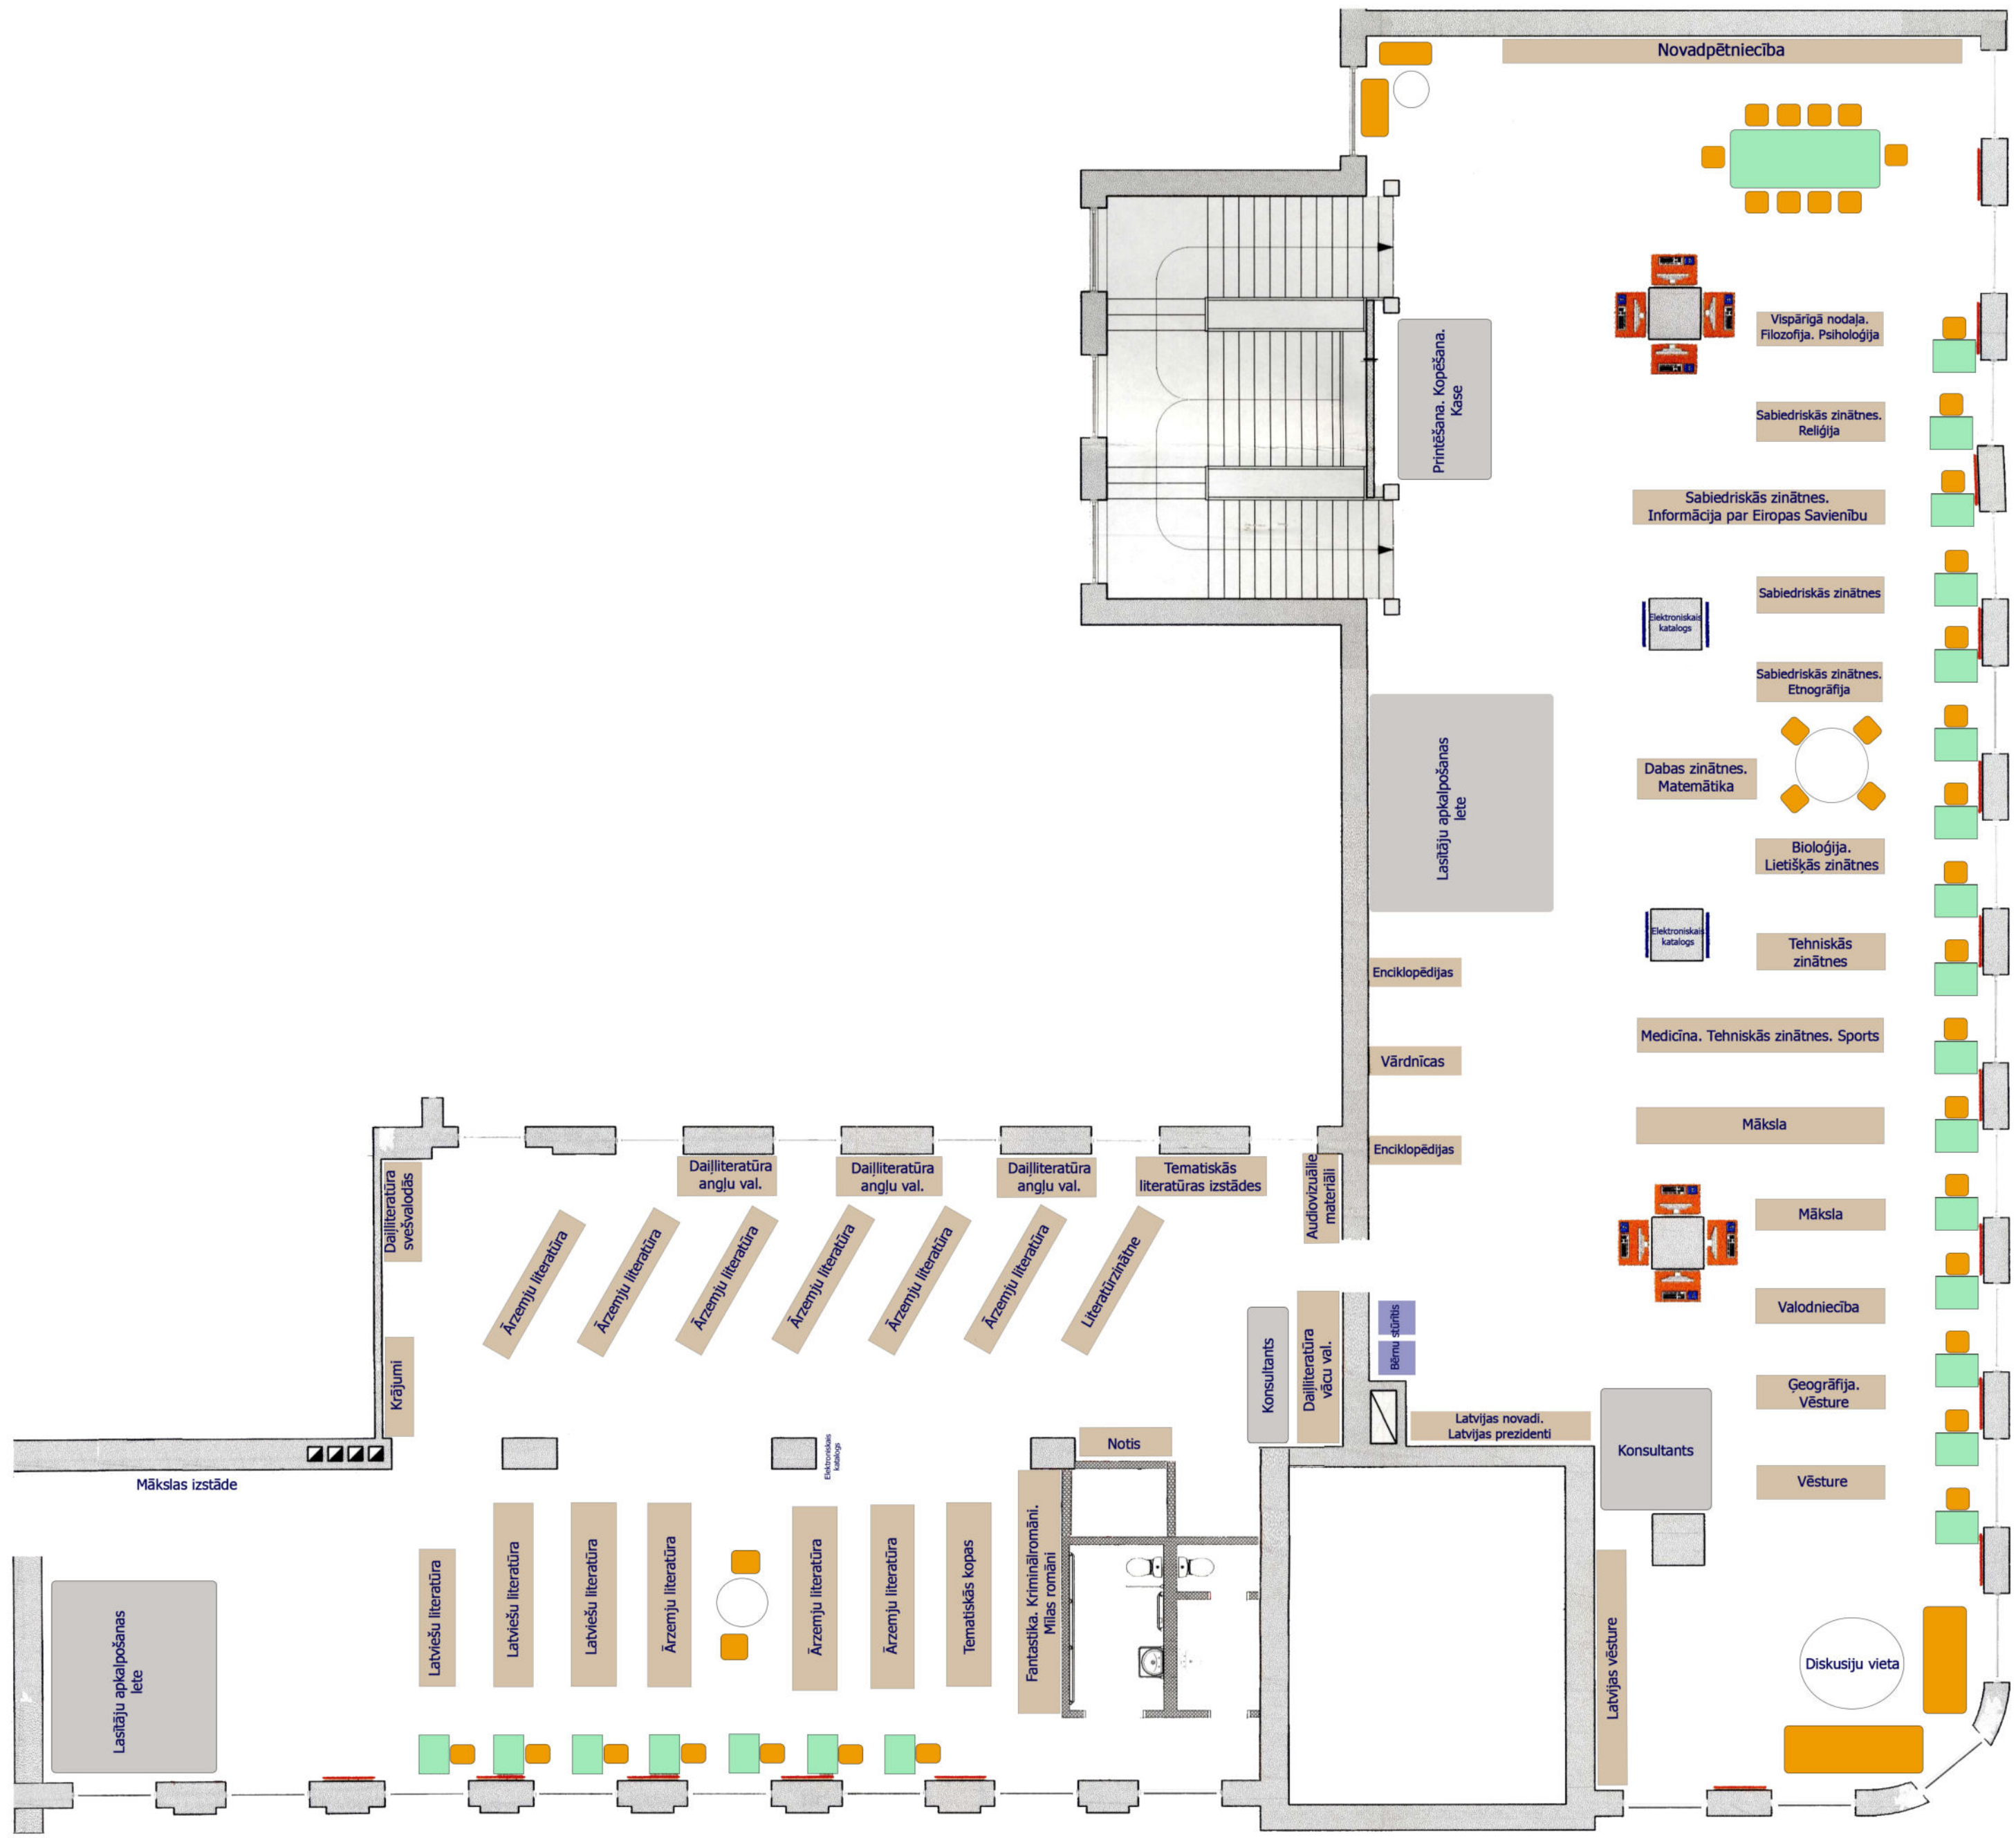 Novadpētniecība
Vispārīgā nodaļa.
Filozofija. Psiholoģija
Printēšana. Kopēšana.
Kase
Sabiedriskās zinātnes.
Reliģija
Sabiedriskās zinātnes.
Informācija par Eiropas Savienību
Sabiedriskās zinātnes
Elektroniskais
katalogs
Sabiedriskās zinātnes.
Etnogrāfija
Lasītāju apkalpošanas
lete
Dabas zinātnes.
Matemātika
Bioloģija.
Lietišķās zinātnes
Elektroniskais
katalogs
Tehniskās
zinātnes
Enciklopēdijas
Medicīna. Tehniskās zinātnes. Sports
Vārdnīcas
Māksla
Enciklopēdijas
Daiļliteratūra
svešvalodās
Daiļliteratūra
angļu val.
Daiļliteratūra
angļu val.
Daiļliteratūra
angļu val.
Tematiskās
literatūras izstādes
Audiovizuālie
materiāli
Māksla
Ārzemju literatūra
Ārzemju literatūra
Ārzemju literatūra
Ārzemju literatūra
Ārzemju literatūra
Ārzemju literatūra
Literatūrzinātne
Valodniecība
Bērnu stūrītis
Konsultants
Daiļliteratūra
vācu val.
Krājumi
Ģeogrāfija.
Vēsture
Latvijas novadi.
Latvijas prezidenti
Konsultants
Notis
Elektroniskais
katalogs
Vēsture
Mākslas izstāde
Latviešu literatūra
Latviešu literatūra
Latviešu literatūra
Ārzemju literatūra
Ārzemju literatūra
Ārzemju literatūra
Tematiskās kopas
Fantastika. Krimināromāni.
Mīlas romāni
Lasītāju apkalpošanas
lete
Latvijas vēsture
Diskusiju vieta